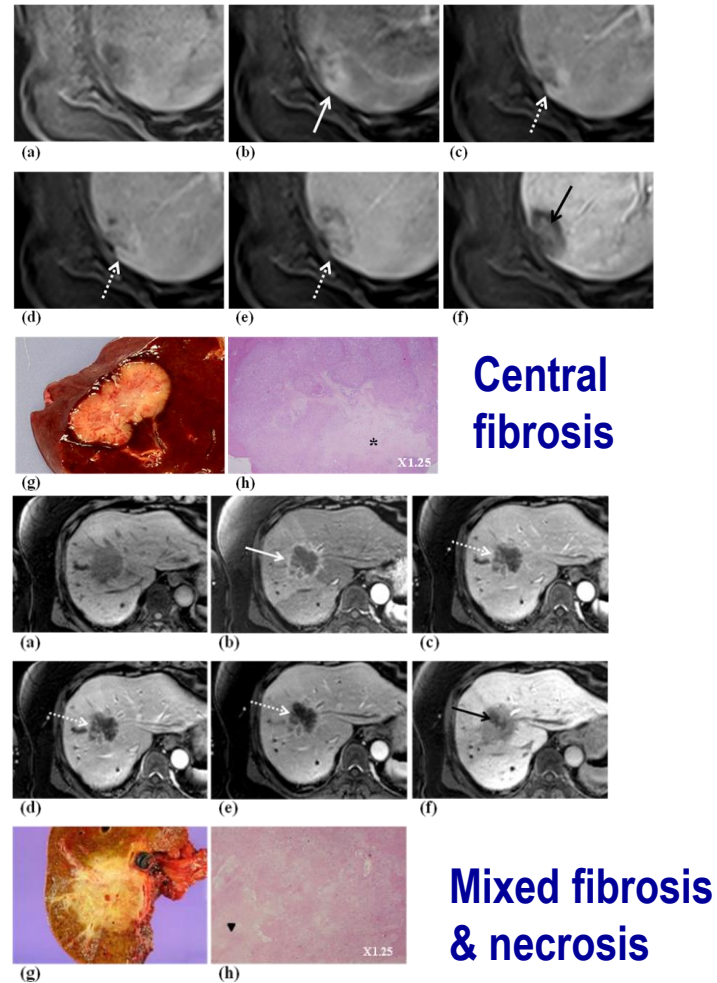 (a) (b) (c)
(d) (e) (f)
Central
fibrosis
*
X1.25
(g) (h)
(a) (b) (c)
(d) (e) (f)
Mixed fibrosis
& necrosis
X1.25
(g) (h)